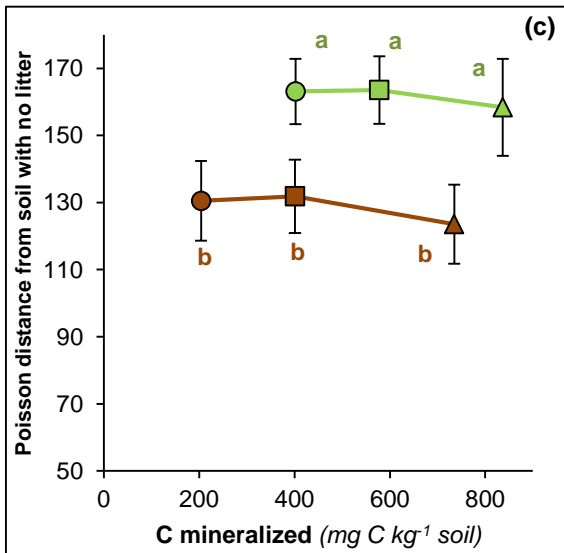 (c)
a a a
170
150
130
110
90
70
50
b b b
0 200 400 600 800
Poisson distance from soil with no litter
C mineralized (mg C kg⁻¹ soil)